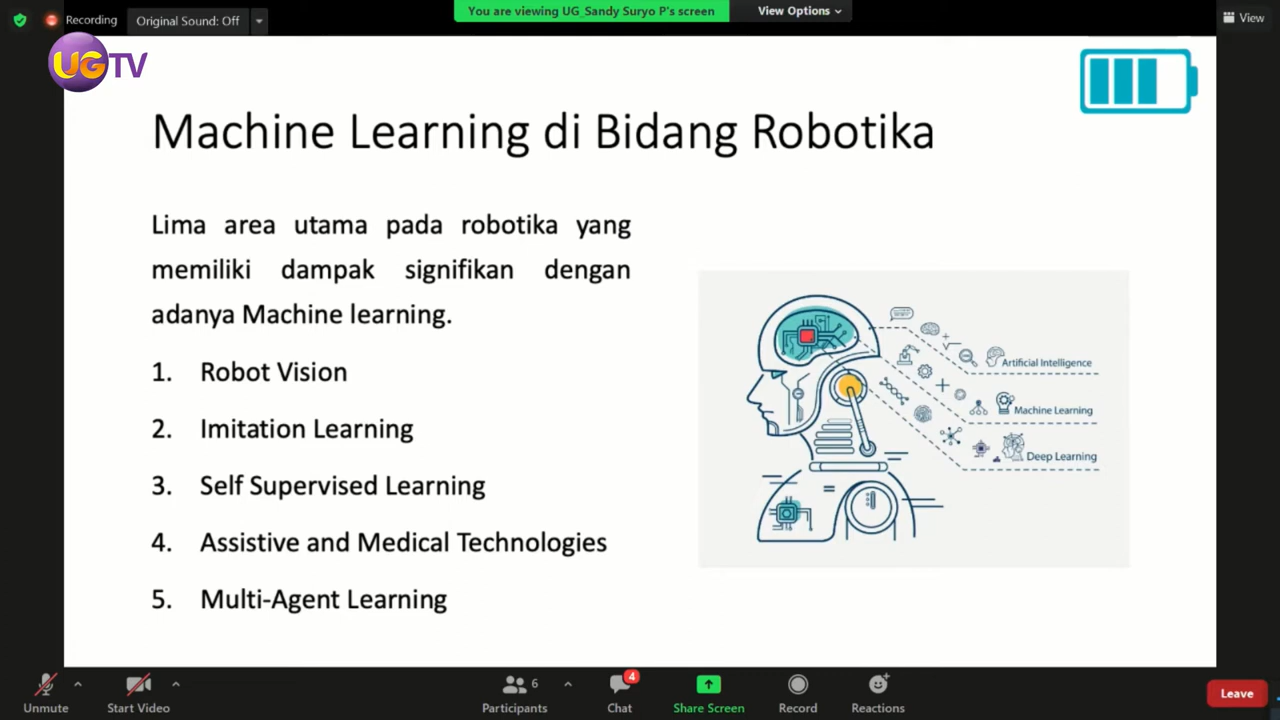 Recording
Original Sound: Off
You are viewing UG_Sandy Suryo P's screen
View Options
View
UGTV
Machine Learning di Bidang Robotika
Lima area utama pada robotika yang
memiliki dampak signifikan dengan
adanya Machine learning.
1. Robot Vision
2. Imitation Learning
3. Self Supervised Learning
4. Assistive and Medical Technologies
5. Multi-Agent Learning
Artificial Intelligence
Machine Learning
Deep Learning
Unmute
Start Video
6
Participants
4
Chat
Share Screen
Record
Reactions
Leave